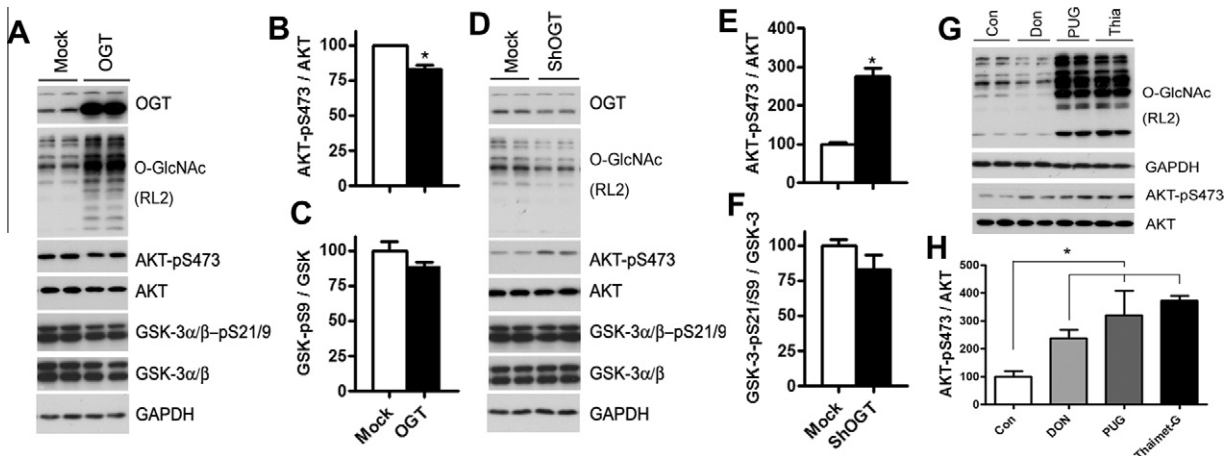 A
Mock
OGT
OGT
O-GlcNAc
(RL2)
AKT-pS473
AKT
GSK-3α/β–pS21/9
GSK-3α/β
GAPDH
B
AKT-pS473 / AKT
100
75
50
25
0
*
C
GSK-pS9 / GSK
125
100
75
50
25
0
Mock
OGT
D
Mock
ShOGT
OGT
O-GlcNAc
(RL2)
AKT-pS473
AKT
GSK-3α/β–pS21/9
GSK-3α/β
GAPDH
E
AKT-pS473 / AKT
400
300
200
100
0
*
F
GSK-3-pS21/S9 / GSK-3
125
100
75
50
25
0
Mock
ShOGT
G
Con
Don
PUG
Thia
O-GlcNAc
(RL2)
GAPDH
AKT-pS473
AKT
H
AKT-pS473 / AKT
500
400
300
200
100
0
*
Con
DON
PUG
Thaimet-G